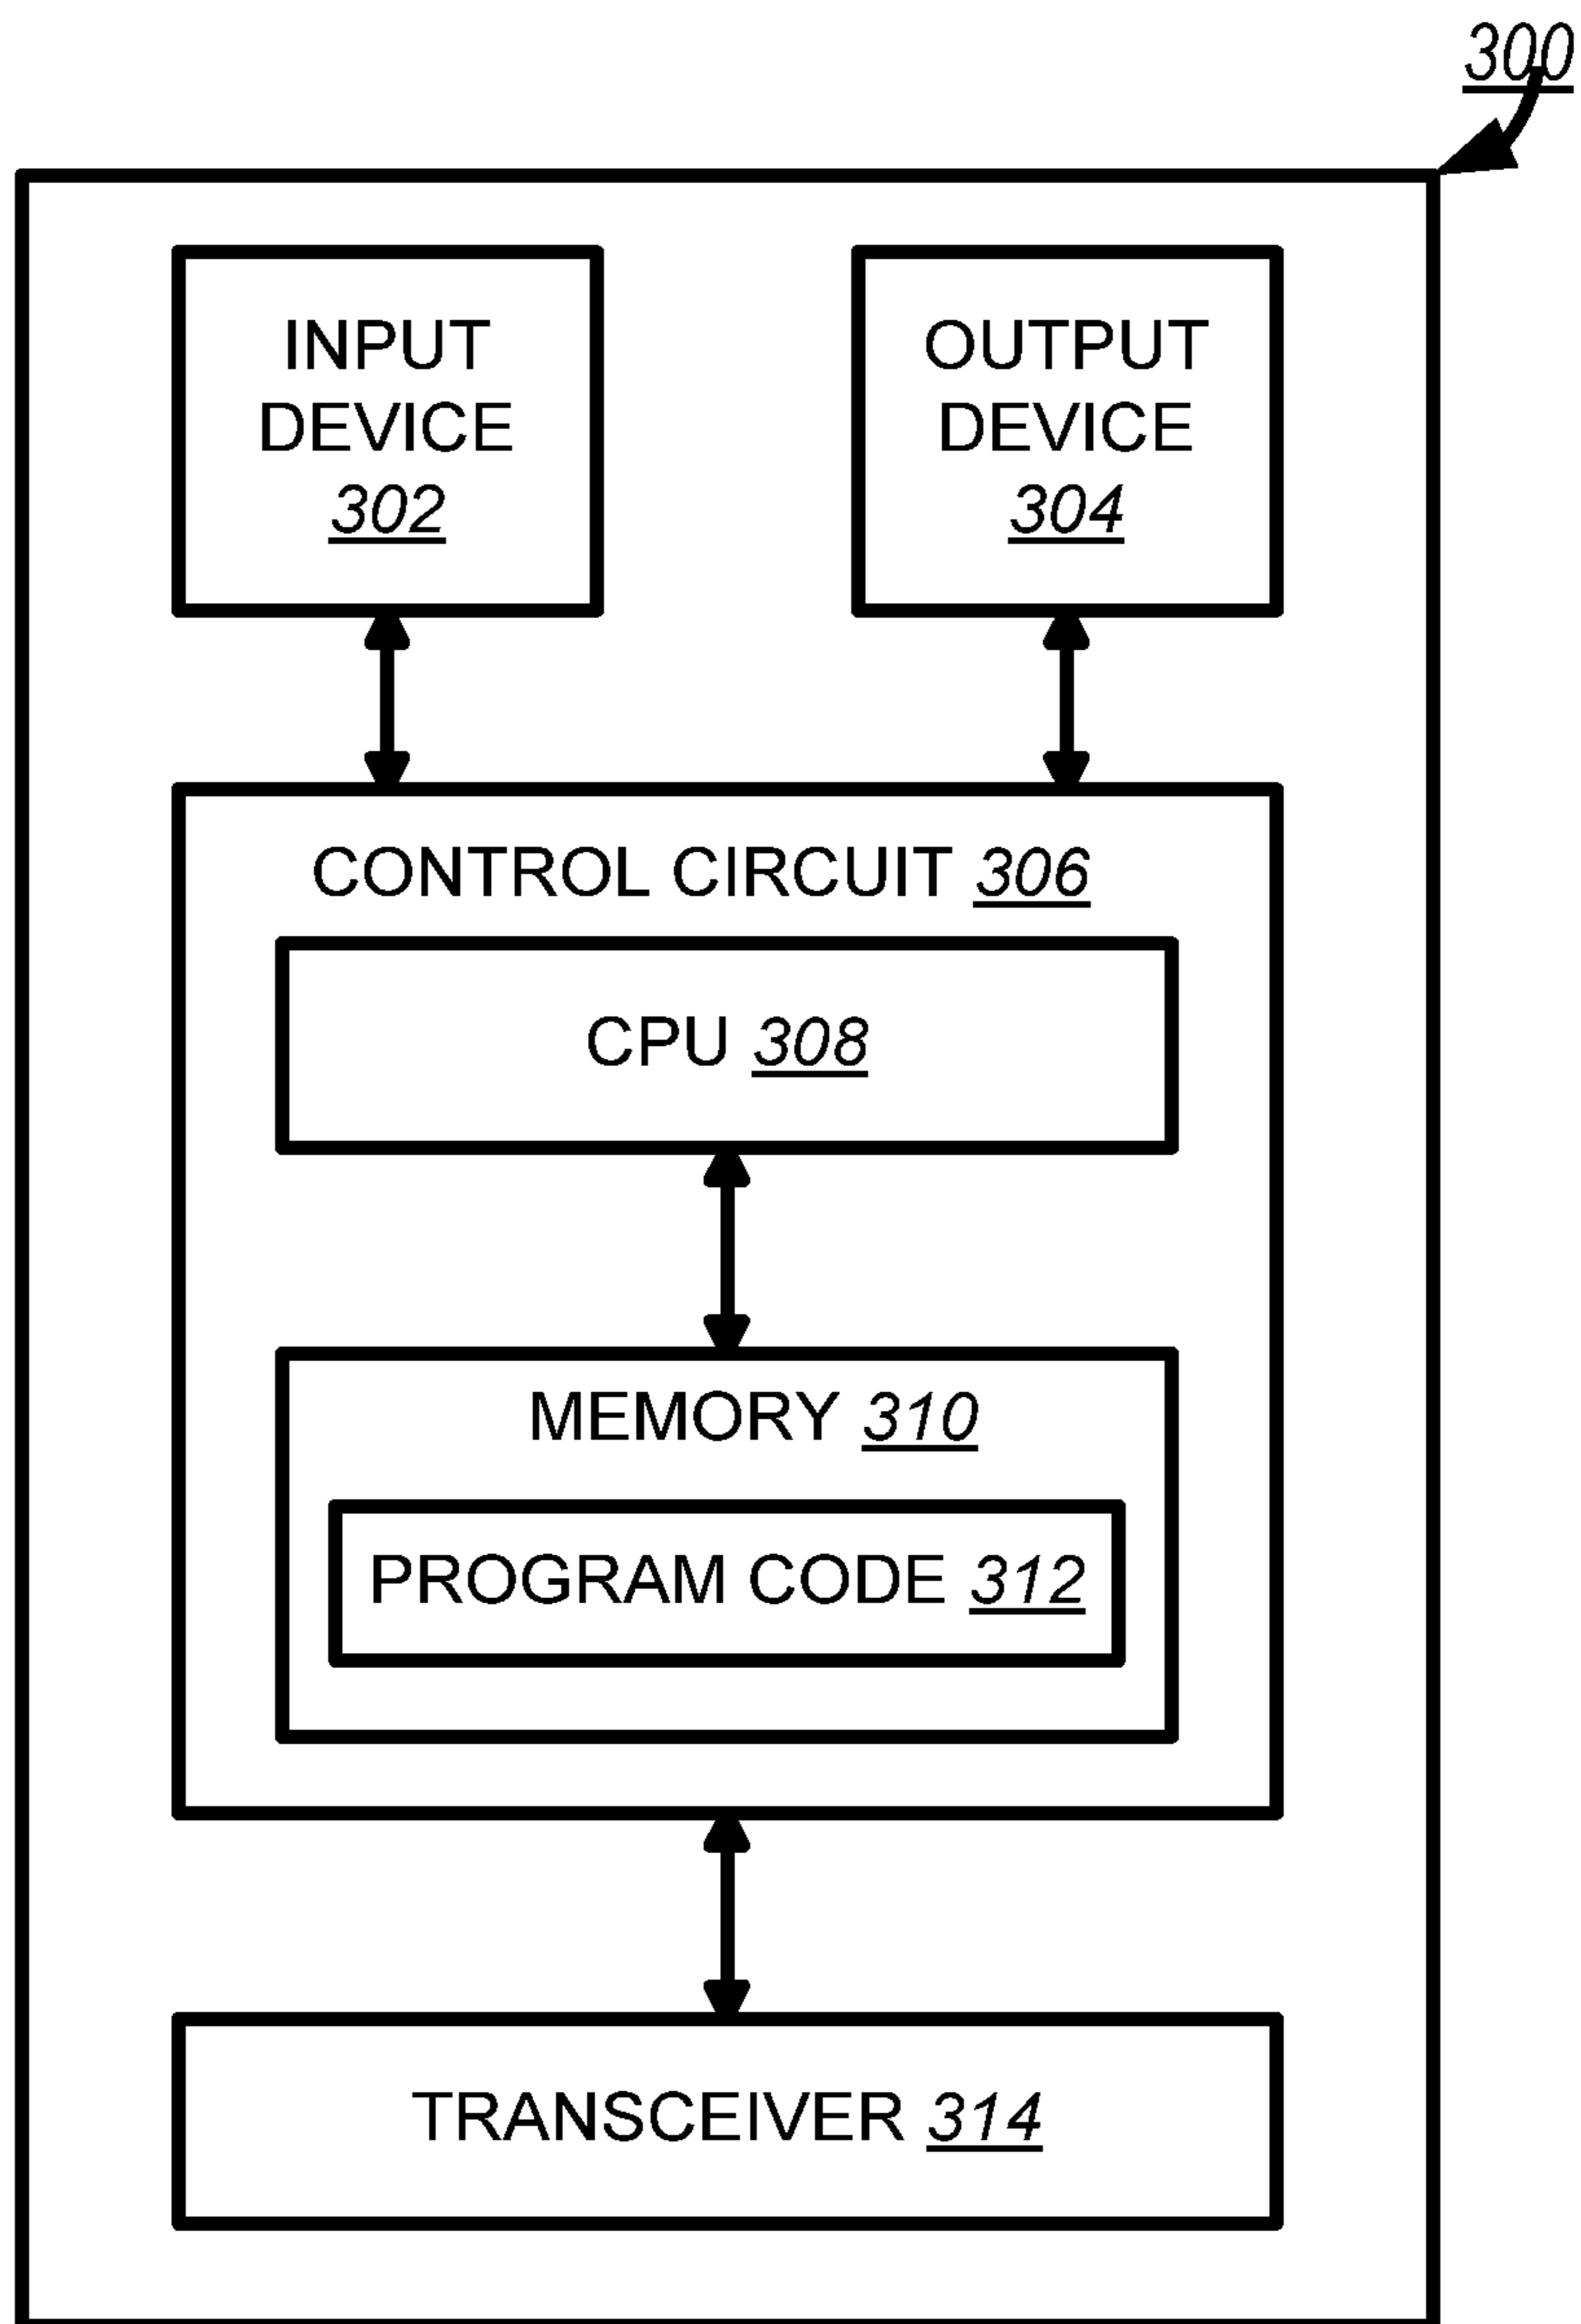 300
INPUT
DEVICE
302
OUTPUT
DEVICE
304
CONTROL CIRCUIT 306
CPU 308
MEMORY 310
PROGRAM CODE 312
TRANSCEIVER 314